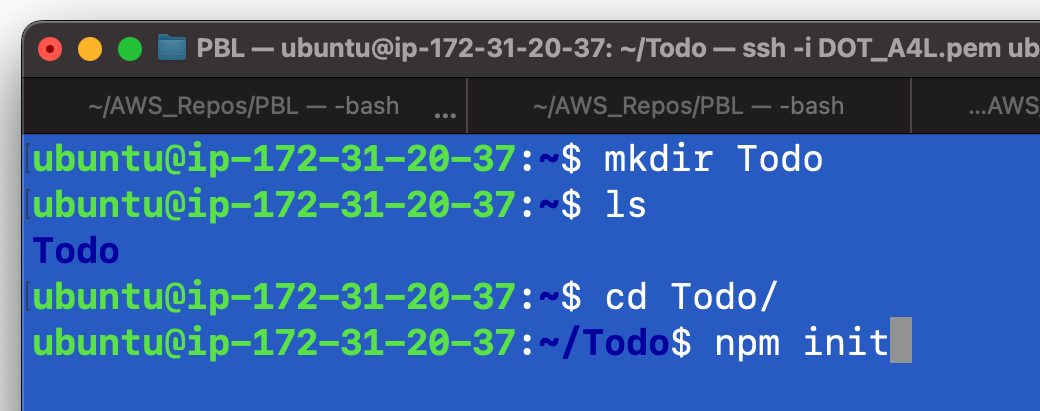 PBL — ubuntu@ip-172-31-20-37: ~/Todo — ssh -i DOT_A4L.pem ub
~/AWS_Repos/PBL — -bash ... ~/AWS_Repos/PBL — -bash ...AWS
ubuntu@ip-172-31-20-37:~$ mkdir Todo
ubuntu@ip-172-31-20-37:~$ ls
Todo
ubuntu@ip-172-31-20-37:~$ cd Todo/
ubuntu@ip-172-31-20-37:~/Todo$ npm init